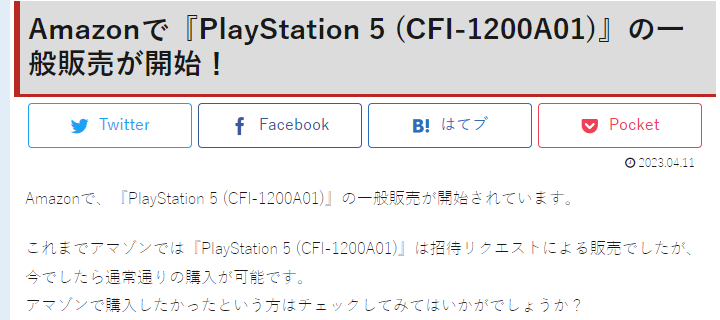 Amazonで『PlayStation 5 (CFI-1200A01)』の一
般販売が開始！
Twitter
Facebook
B! はてブ
Pocket
2023.04.11
Amazonで、『PlayStation 5 (CFI-1200A01)』の一般販売が開始されています。
これまでアマゾンでは『PlayStation 5 (CFI-1200A01)』は招待リクエストによる販売でしたが、
今でしたら通常通りの購入が可能です。
アマゾンで購入したかったという方はチェックしてみてはいかがでしょうか？